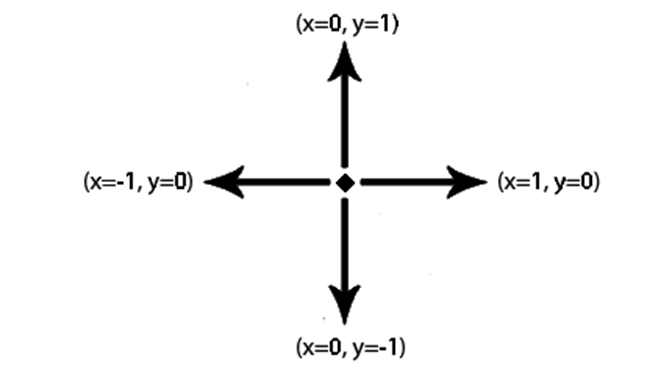 (x=0, y=1)
(x=-1, y=0)
(x=1, y=0)
(x=0, y=-1)